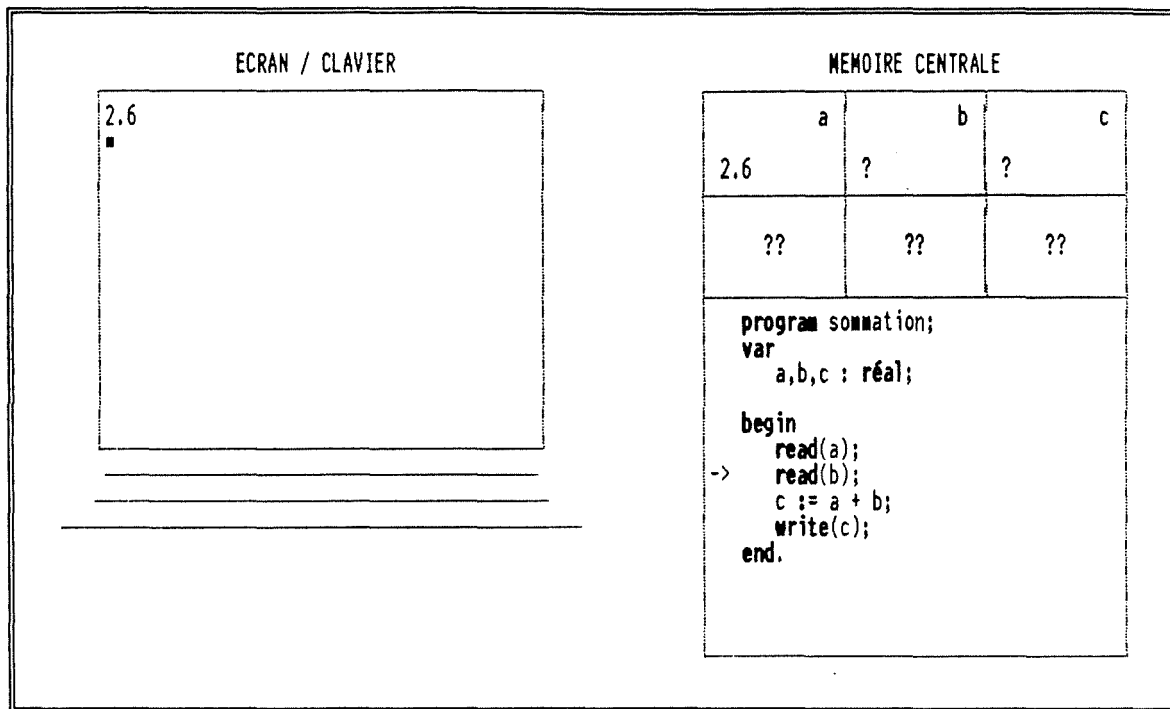 ECRAN / CLAVIER
2.6
MEMOIRE CENTRALE
a b c
2.6 ? ?
?? ?? ??
program sommation;
var
a,b,c : réal;
begin
read(a);
-> read(b);
c := a + b;
write(c);
end.